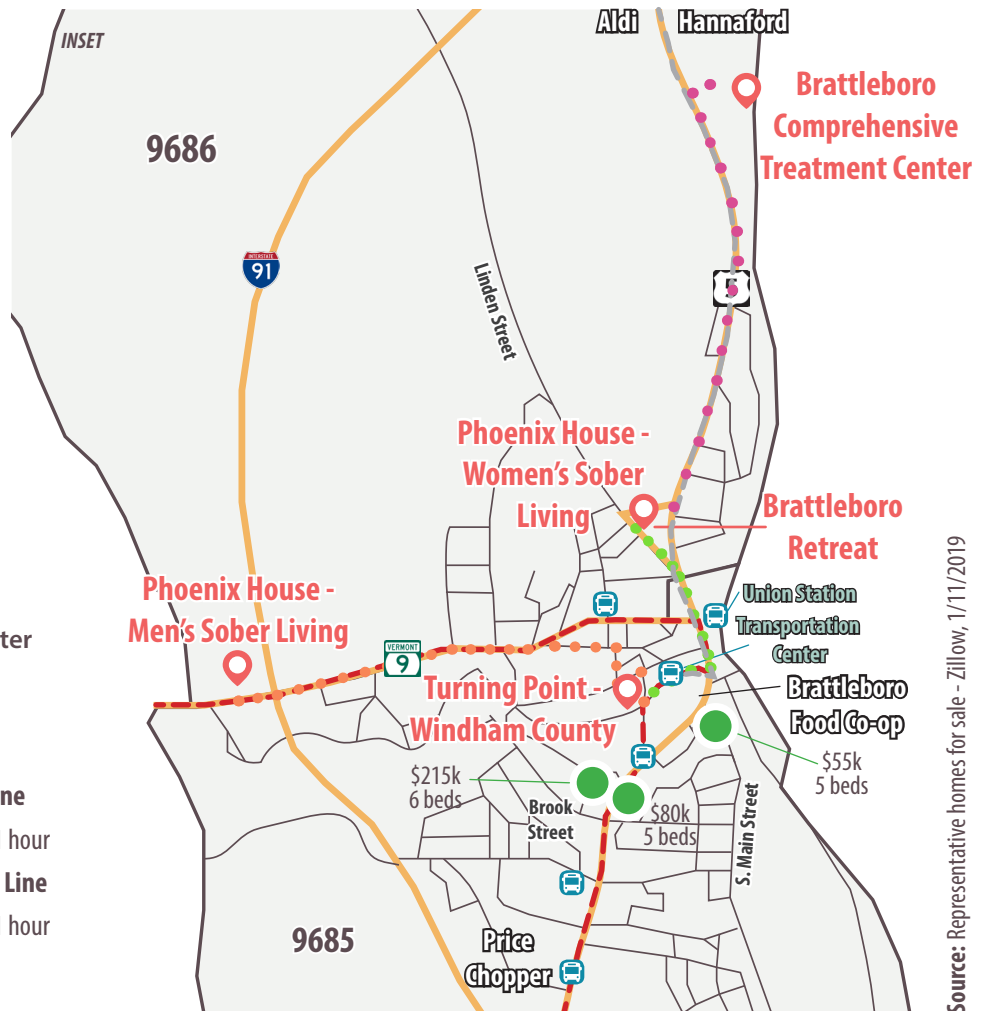 INSET
Aldi
Hannaford
Brattleboro
Comprehensive
Treatment Center
9686
INTERSTATE
91
Linden Street
5
Phoenix House -
Women's Sober
Living
Brattleboro
Retreat
Phoenix House -
Men's Sober Living
ter
Union Station
Transportation
Center
VERMONT
9
Turning Point -
Windham County
Brattleboro
Food Co-op
$55k
5 beds
$215k
6 beds
Brook
Street
$80k
5 beds
S. Main Street
ne
hour
Line
hour
9685
Price
Chopper
Source: Representative homes for sale - Zillow, 1/11/2019